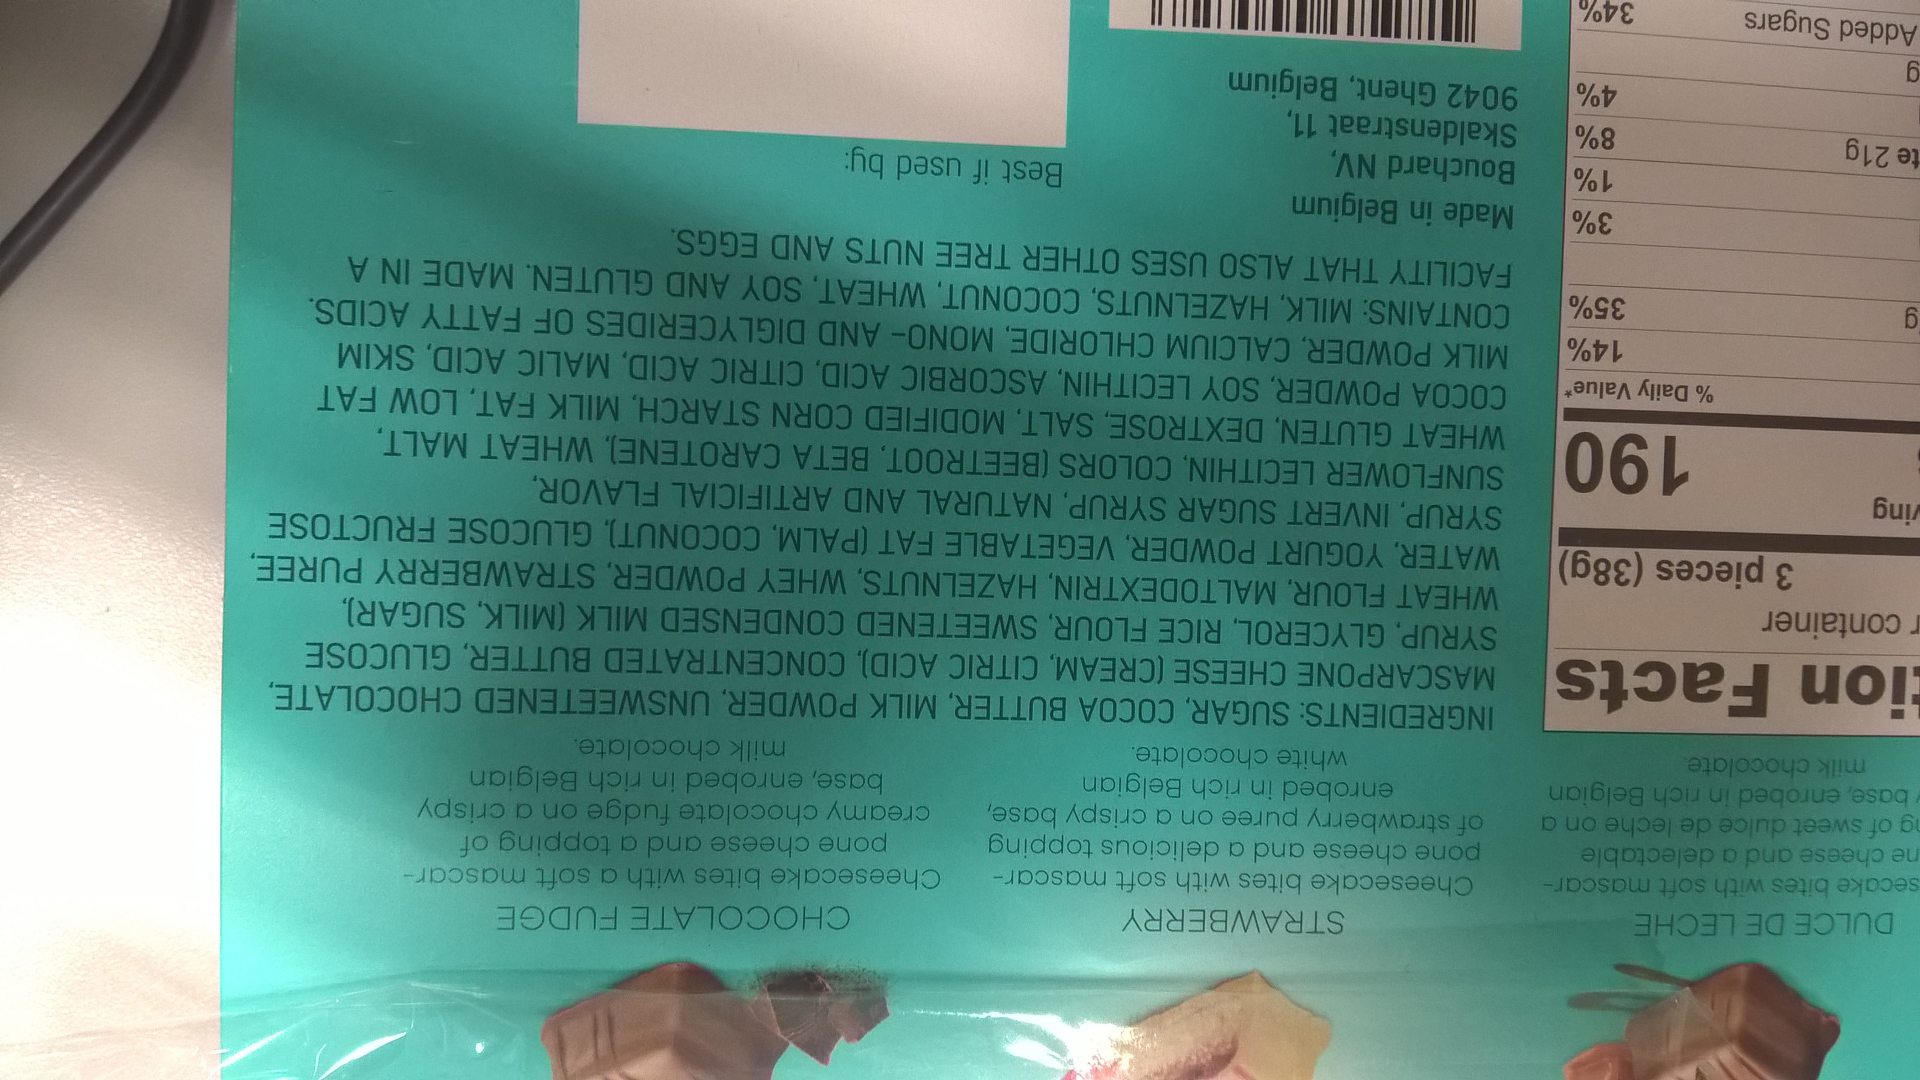 DULCE DE LECHE
secake bites with soft mascar-
ne cheese and a delectable
of sweet dulce de leche on a
base, enrobed in rich Belgian
milk chocolate.
STRAWBERRY
Cheesecake bites with soft mascar-
pone cheese and a delicious topping
of strawberry puree on a crispy base,
enrobed in rich Belgian
white chocolate.
CHOCOLATE FUDGE
Cheesecake bites with a soft mascar-
pone cheese and a topping of
creamy chocolate fudge on a crispy
base, enrobed in rich Belgian
milk chocolate.
tion Facts
r container
3 pieces (38g)
ving
190
% Daily Value*
14%
g 35%
3%
1%
te 21g 8%
4%
g
Added Sugars 34%
INGREDIENTS: SUGAR, COCOA BUTTER, MILK POWDER, UNSWEETENED CHOCOLATE,
MASCARPONE CHEESE (CREAM, CITRIC ACID), CONCENTRATED BUTTER, GLUCOSE
SYRUP, GLYCEROL, RICE FLOUR, SWEETENED CONDENSED MILK (MILK, SUGAR),
WHEAT FLOUR, MALTODEXTRIN, HAZELNUTS, WHEY POWDER, STRAWBERRY PUREE,
WATER, YOGURT POWDER, VEGETABLE FAT (PALM, COCONUT), GLUCOSE FRUCTOSE
SYRUP, INVERT SUGAR SYRUP, NATURAL AND ARTIFICIAL FLAVOR,
SUNFLOWER LECITHIN, COLORS (BEETROOT, BETA CAROTENE), WHEAT MALT,
WHEAT GLUTEN, DEXTROSE, SALT, MODIFIED CORN STARCH, MILK FAT, LOW FAT
COCOA POWDER, SOY LECITHIN, ASCORBIC ACID, CITRIC ACID, MALIC ACID, SKIM
MILK POWDER, CALCIUM CHLORIDE, MONO- AND DIGLYCERIDES OF FATTY ACIDS.
CONTAINS: MILK, HAZELNUTS, COCONUT, WHEAT, SOY AND GLUTEN. MADE IN A
FACILITY THAT ALSO USES OTHER TREE NUTS AND EGGS.
Made in Belgium
Bouchard NV,
Skaldenstraat 11,
9042 Ghent, Belgium
Best if used by: